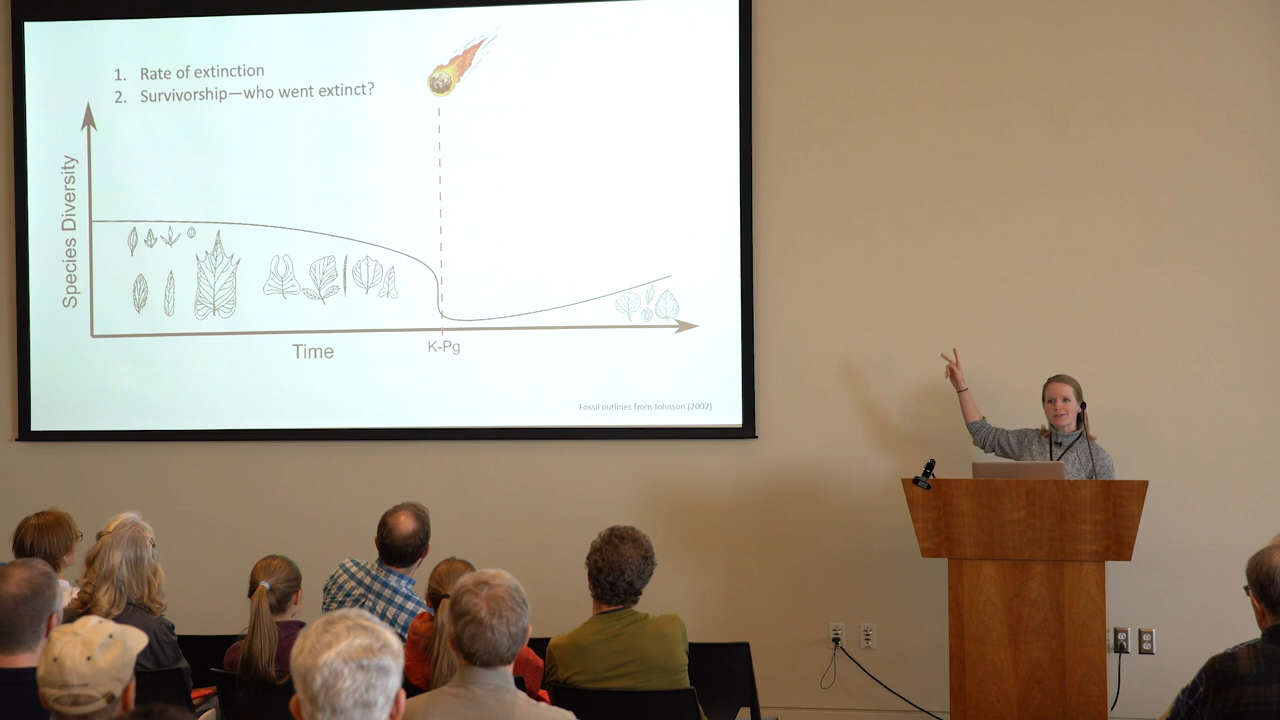 1. Rate of extinction
2. Survivorship—who went extinct?
Species Diversity
Time
K-Pg
Fossil outlines from Johnson (2002)